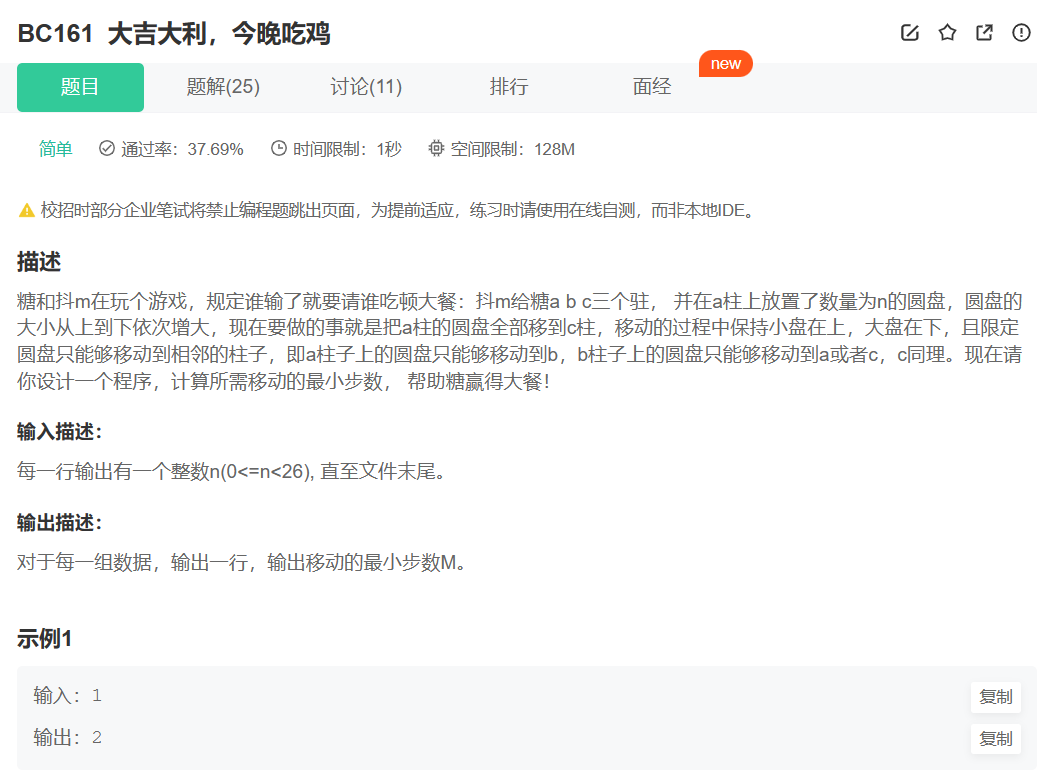 BC161 大吉大利，今晚吃鸡
new
题目 题解(25) 讨论(11) 排行 面经
简单 通过率：37.69% 时间限制：1秒 空间限制：128M
校招时部分企业笔试将禁止编程题跳出页面，为提前适应，练习时请使用在线自测，而非本地IDE。
描述
糖和抖m在玩个游戏，规定谁输了就要请谁吃顿大餐：抖m给糖a b c三个驻， 并在a柱上放置了数量为n的圆盘，圆盘的
大小从上到下依次增大，现在要做的事就是把a柱的圆盘全部移到c柱，移动的过程中保持小盘在上，大盘在下，且限定
圆盘只能够移动到相邻的柱子，即a柱子上的圆盘只能够移动到b，b柱子上的圆盘只能够移动到a或者c，c同理。现在请
你设计一个程序，计算所需移动的最小步数， 帮助糖赢得大餐！
输入描述：
每一行输出有一个整数n(0<=n<26), 直至文件末尾。
输出描述：
对于每一组数据，输出一行，输出移动的最小步数M。
示例1
输入：1 复制
输出：2 复制